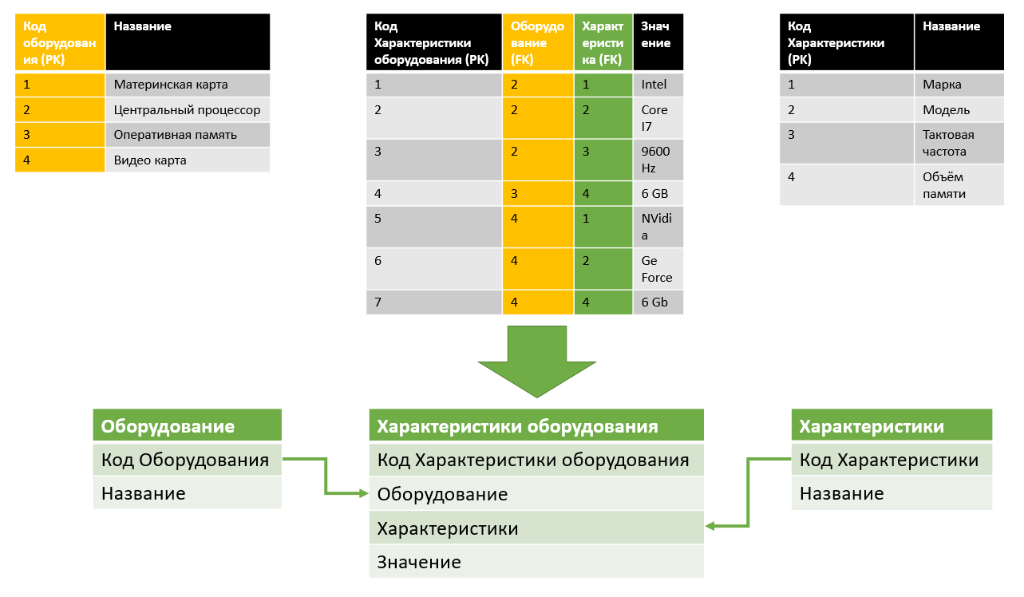 Код
оборудован
ия (PK)
Название
1
Материнская карта
2
Центральный процессор
3
Оперативная память
4
Видео карта
Код
Характеристики
оборудования (PK)
Оборудо
вание
(FK)
Характ
еристи
ка (FK)
Знач
ение
1
2
1
Intel
2
2
2
Core
I7
3
2
3
9600
Hz
4
3
4
6 GB
5
4
1
NVidi
a
6
4
2
Ge
Force
7
4
4
6 Gb
Код
Характеристики
(PK)
Название
1
Марка
2
Модель
3
Тактовая
частота
4
Объём
памяти
Оборудование
Код Оборудования
Название
Характеристики оборудования
Код Характеристики оборудования
Оборудование
Характеристики
Значение
Характеристики
Код Характеристики
Название